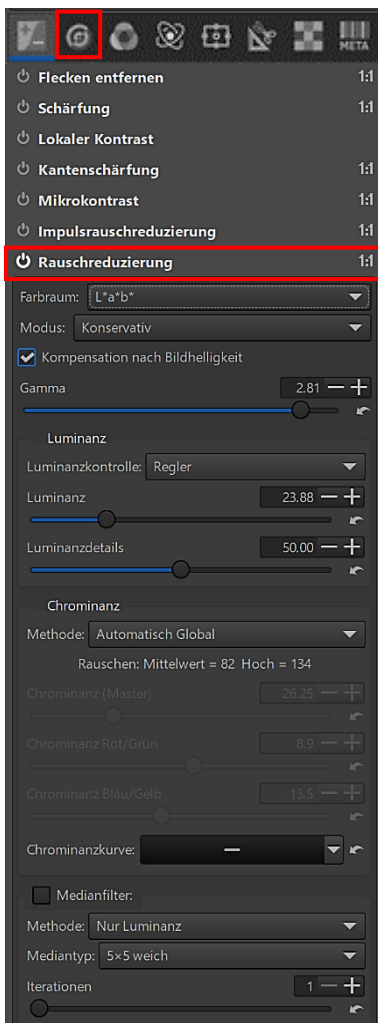 META
Flecken entfernen 1:1
Schärfung 1:1
Lokaler Kontrast
Kantenschärfung 1:1
Mikrokontrast 1:1
Impulsrauschreduzierung 1:1
Rauschreduzierung 1:1
Farbraum: L*a*b*
Modus: Konservativ
Kompensation nach Bildhelligkeit
Gamma 2.81
Luminanz
Luminanzkontrolle: Regler
Luminanz 23.88
Luminanzdetails 50.00
Chrominanz
Methode: Automatisch Global
Rauschen: Mittelwert = 82 Hoch = 134
Chrominanz (Master) 26.25
Chrominanz Rot/Grün 8.9
Chrominanz Blau/Gelb -13.5
Chrominanzkurve:
Medianfilter:
Methode: Nur Luminanz
Mediantyp: 5×5 weich
Iterationen 1